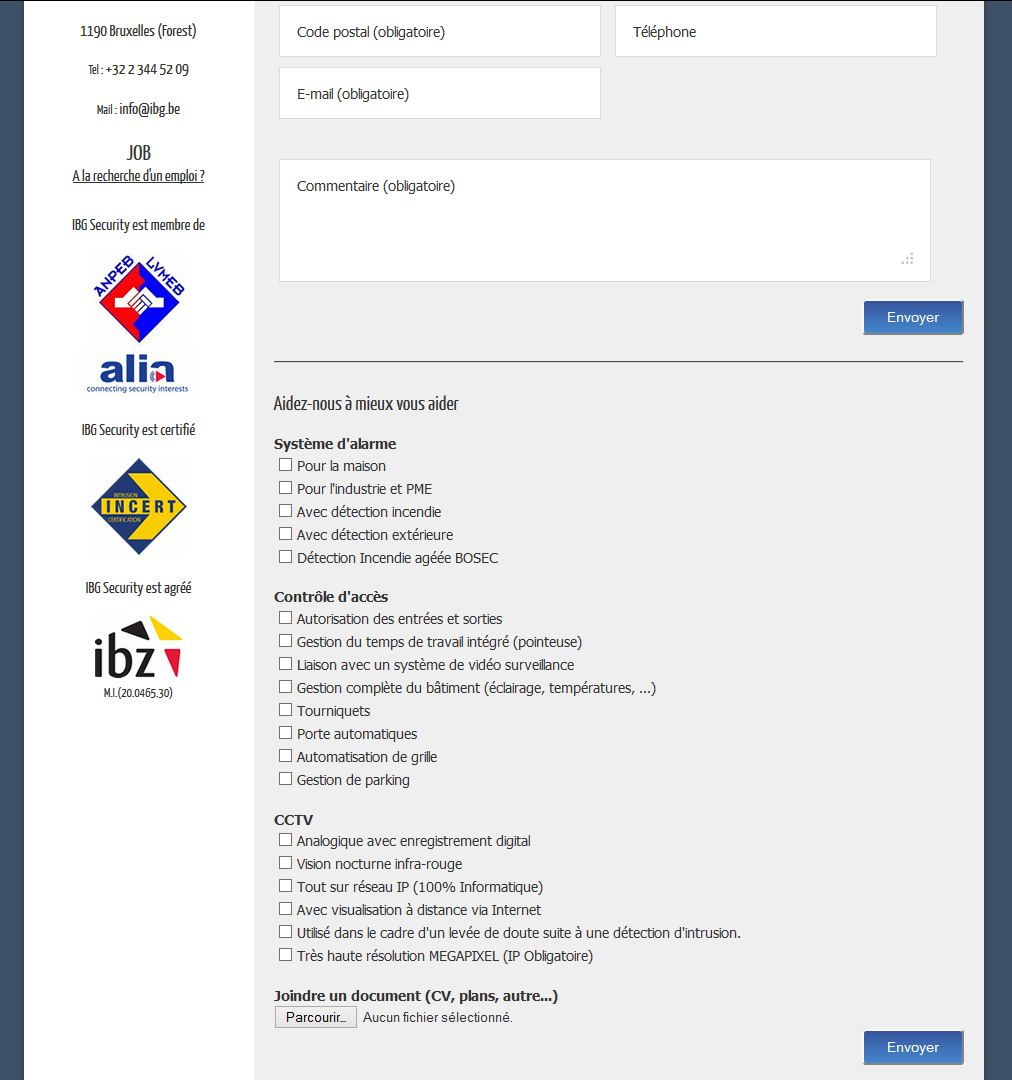 1190 Bruxelles (Forest)
Tel : +32 2 344 52 09
Mail : info@ibg.be
JOB
A la recherche d'un emploi ?
IBG Security est membre de
ANPEB LVMEB
alia
connecting security interests
IBG Security est certifié
INTRUSION
INCERT
CERTIFICATION
IBG Security est agréé
ibz
M.I.(20.0465.30)
Code postal (obligatoire)
Téléphone
E-mail (obligatoire)
Commentaire (obligatoire)
Envoyer
Aidez-nous à mieux vous aider
Système d'alarme
Pour la maison
Pour l'industrie et PME
Avec détection incendie
Avec détection extérieure
Détection Incendie agéée BOSEC
Contrôle d'accès
Autorisation des entrées et sorties
Gestion du temps de travail intégré (pointeuse)
Liaison avec un système de vidéo surveillance
Gestion complète du bâtiment (éclairage, températures, ...)
Tourniquets
Porte automatiques
Automatisation de grille
Gestion de parking
CCTV
Analogique avec enregistrement digital
Vision nocturne infra-rouge
Tout sur réseau IP (100% Informatique)
Avec visualisation à distance via Internet
Utilisé dans le cadre d'un levée de doute suite à une détection d'intrusion.
Très haute résolution MEGAPIXEL (IP Obligatoire)
Joindre un document (CV, plans, autre...)
Parcourir... Aucun fichier sélectionné.
Envoyer